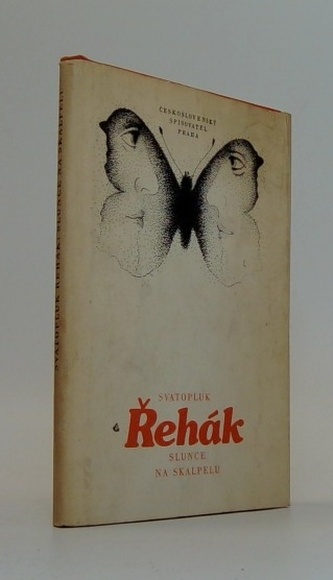 ČESKOSLOVENSKÝ
SPISOVATEL
PRAHA
SVATOPLUK
Řehák
SLUNCE
NA SKALPELU
SVATOPLUK ŘEHÁK: SLUNCE NA SKALPELU